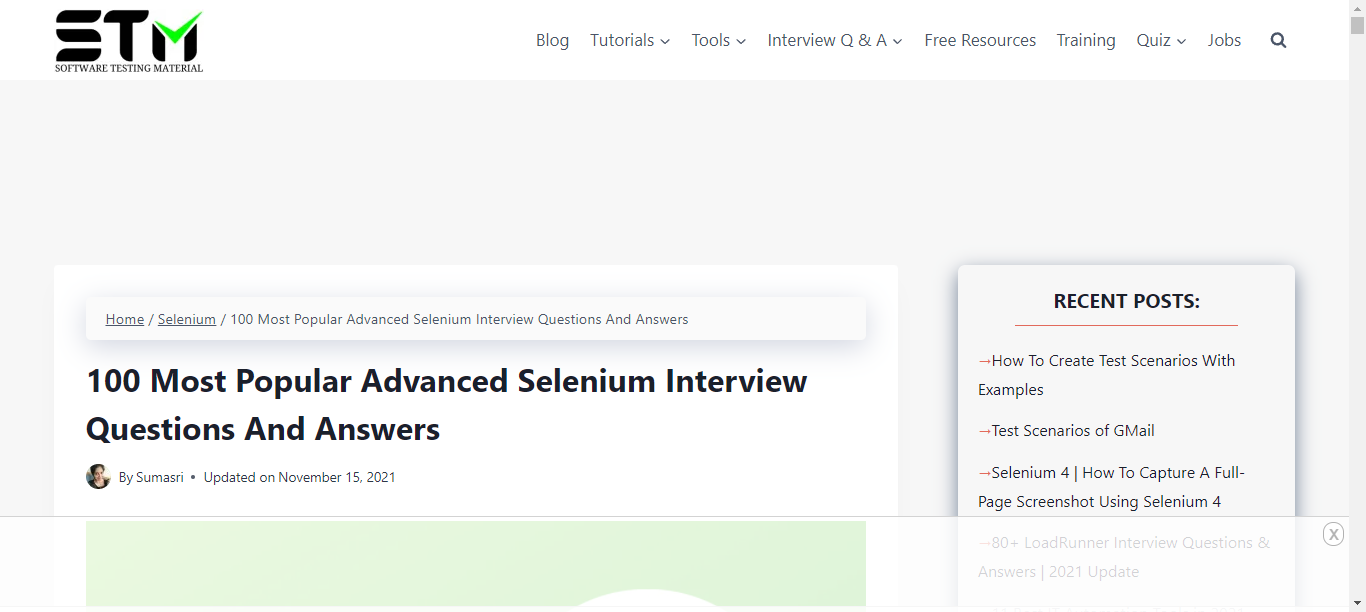 STM
SOFTWARE TESTING MATERIAL
Blog Tutorials Tools Interview Q & A Free Resources Training Quiz Jobs
Home / Selenium / 100 Most Popular Advanced Selenium Interview Questions And Answers
100 Most Popular Advanced Selenium Interview
Questions And Answers
By Sumasri • Updated on November 15, 2021
RECENT POSTS:
→How To Create Test Scenarios With
Examples
→Test Scenarios of GMail
→Selenium 4 | How To Capture A Full-
Page Screenshot Using Selenium 4
→80+ LoadRunner Interview Questions &
Answers | 2021 Update
X